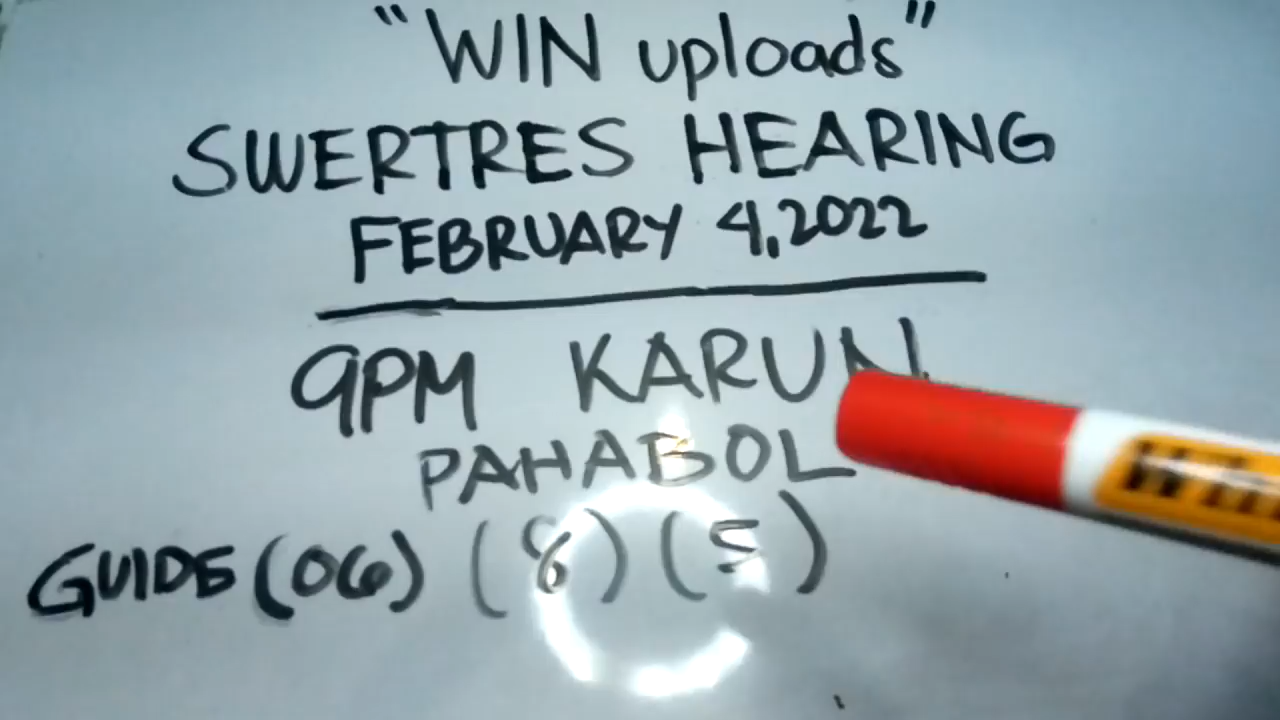 "WIN uploads"
SWERTRES HEARING
FEBRUARY 4, 2022
9PM KARUN
PAHABOL
GUIDE (06) (8) (5)